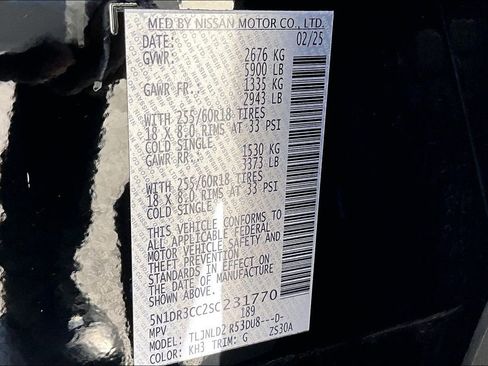 MFD BY NISSAN MOTOR CO., LTD.
DATE: 02/25
GVWR: 2676 KG
5900 LB
GAWR FR.: 1335 KG
2943 LB
WITH 255/60R18 TIRES
18 X 8.0 RIMS AT 33 PSI
COLD SINGLE
GAWR RR.: 1530 KG
3373 LB
WITH 255/60R18 TIRES
18 X 8.0 RIMS AT 33 PSI
COLD SINGLE
THIS VEHICLE CONFORMS TO
ALL APPLICABLE FEDERAL
MOTOR VEHICLE SAFETY AND
THEFT PREVENTION
STANDARDS IN EFFECT ON
THE DATE OF MANUFACTURE
SHOWN ABOVE.
5N1DR3CC2SC231770
MPV 189
TLJNLD2 R53DU8---D-
COLOR: KH3 TRIM: G ZS30A